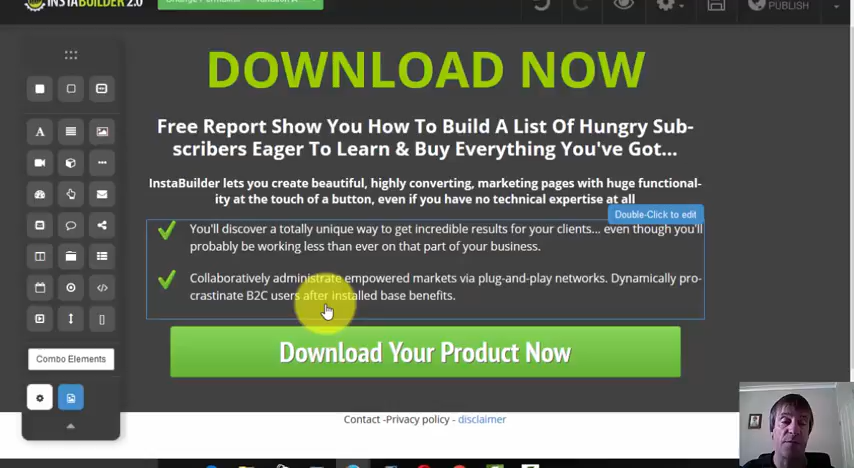 INSTABUILDER 2.0
PUBLISH
DOWNLOAD NOW
Free Report Show You How To Build A List Of Hungry Sub-
scribers Eager To Learn & Buy Everything You've Got...
InstaBuilder lets you create beautiful, highly converting, marketing pages with huge functional-
ity at the touch of a button, even if you have no technical expertise at all
Double-Click to edit
You'll discover a totally unique way to get incredible results for your clients... even though you'll
probably be working less than ever on that part of your business.
Collaboratively administrate empowered markets via plug-and-play networks. Dynamically pro-
crastinate B2C users after installed base benefits.
Download Your Product Now
Combo Elements
Contact -Privacy policy - disclaimer